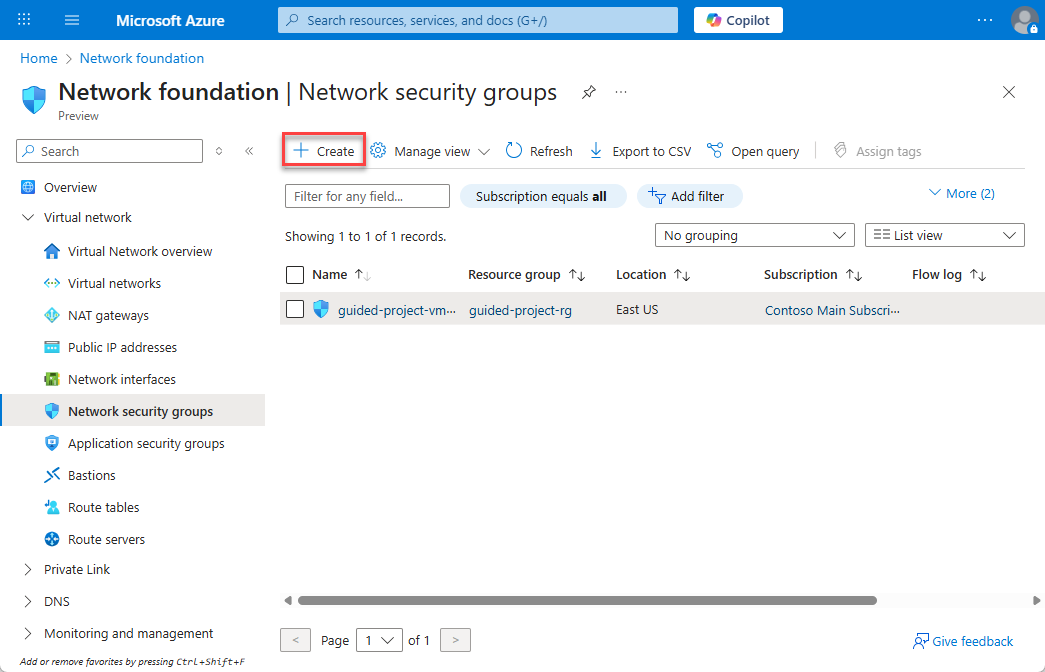 Microsoft Azure
Search resources, services, and docs (G+/)
Copilot
Home > Network foundation
Network foundation | Network security groups
Preview
Search
Create
Manage view
Refresh
Export to CSV
Open query
Assign tags
Overview
Virtual network
Virtual Network overview
Virtual networks
NAT gateways
Public IP addresses
Network interfaces
Network security groups
Application security groups
Bastions
Route tables
Route servers
Private Link
DNS
Monitoring and management
Add or remove favorites by pressing Ctrl+Shift+F
Filter for any field...
Subscription equals all
Add filter
More (2)
Showing 1 to 1 of 1 records.
No grouping
List view
Name ↑↓ Resource group ↑↓ Location ↑↓ Subscription ↑↓ Flow log ↑↓
guided-project-vm··· guided-project-rg East US Contoso Main Subscri···
< Page 1 of 1 >
Give feedback